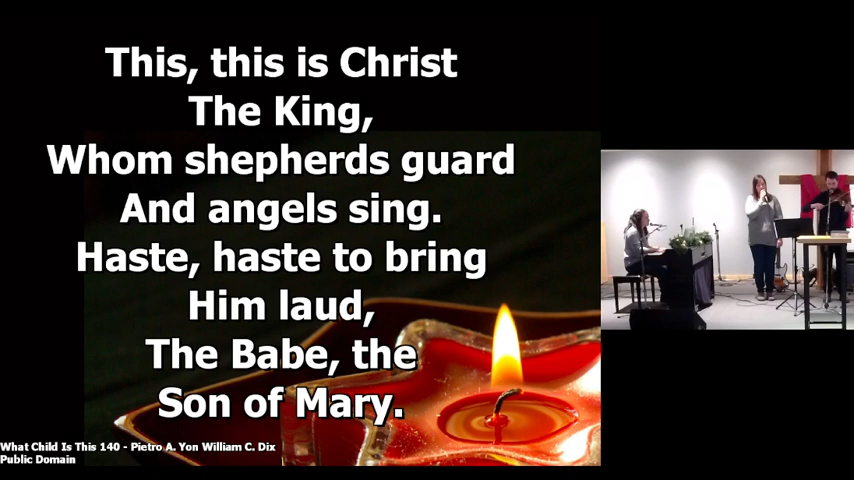 This, this is Christ
The King,
Whom shepherds guard
And angels sing.
Haste, haste to bring
Him laud,
The Babe, the
Son of Mary.
What Child Is This 140 - Pietro A. Yon William C. Dix
Public Domain